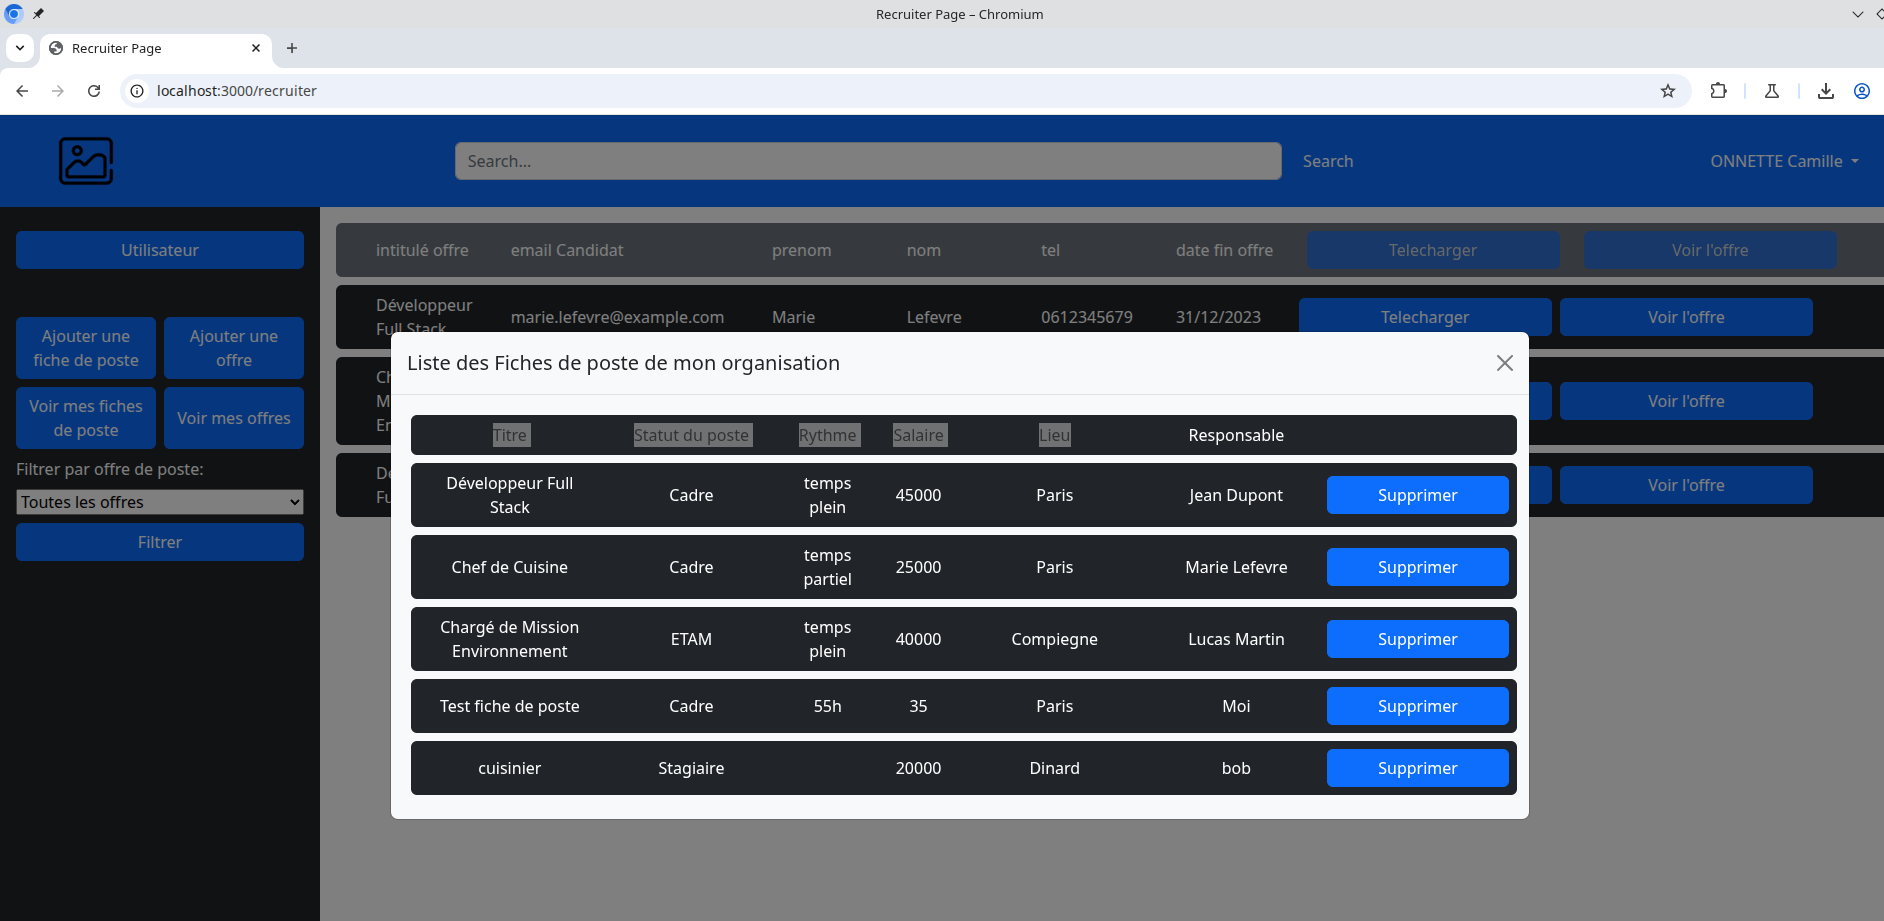 Recruiter Page – Chromium
Recruiter Page
localhost:3000/recruiter
Search...
Search
ONNETTE Camille
Utilisateur
Ajouter une
fiche de poste
Ajouter une
offre
Voir mes fiches
de poste
Voir mes offres
Filtrer par offre de poste:
Toutes les offres
Filtrer
intitulé offre email Candidat prenom nom tel date fin offre Telecharger Voir l'offre
Développeur
Full Stack
marie.lefevre@example.com Marie Lefevre 0612345679 31/12/2023 Telecharger Voir l'offre
Voir l'offre
Voir l'offre
Liste des Fiches de poste de mon organisation
Titre Statut du poste Rythme Salaire Lieu Responsable
Développeur Full
Stack
Cadre
temps
plein
45000 Paris Jean Dupont Supprimer
Chef de Cuisine Cadre
temps
partiel
25000 Paris Marie Lefevre Supprimer
Chargé de Mission
Environnement
ETAM
temps
plein
40000 Compiegne Lucas Martin Supprimer
Test fiche de poste Cadre 55h 35 Paris Moi Supprimer
cuisinier Stagiaire 20000 Dinard bob Supprimer